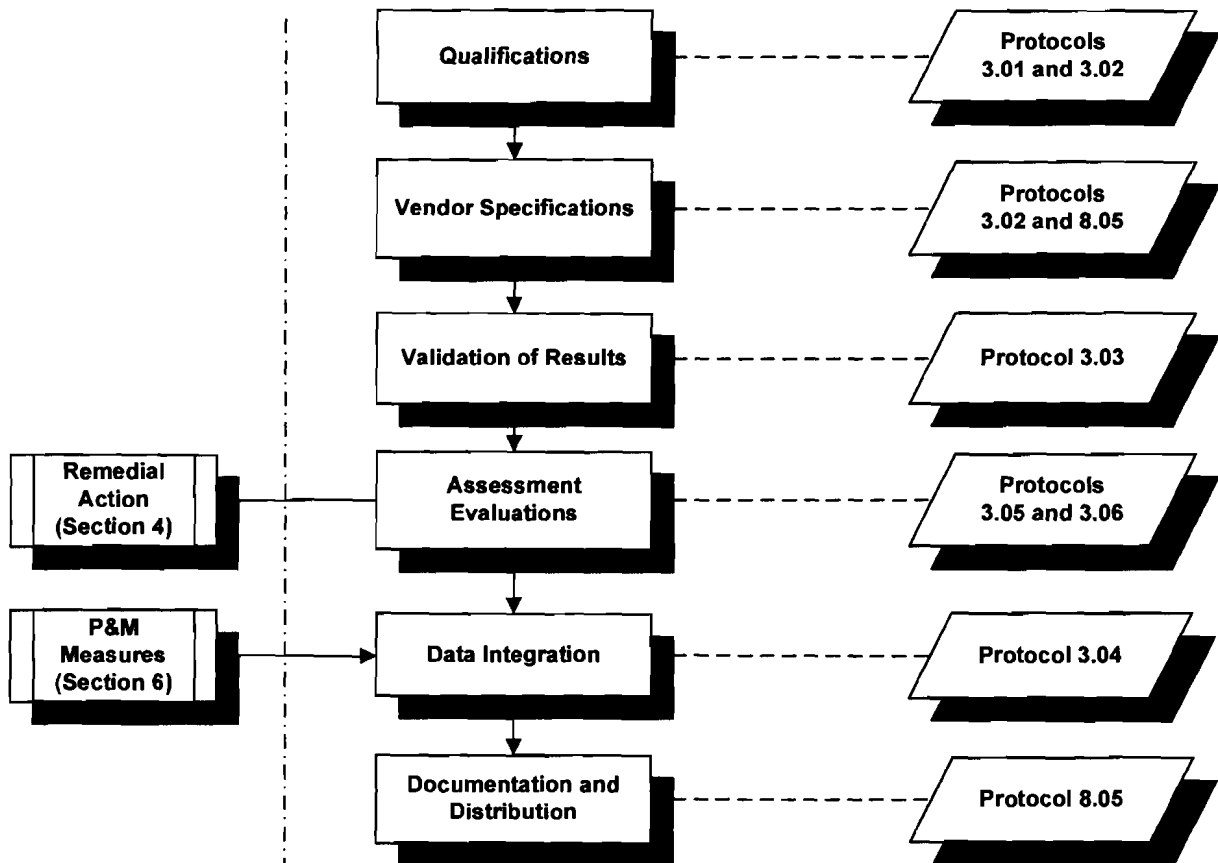 Qualifications
Protocols
3.01 and 3.02
Vendor Specifications
Protocols
3.02 and 8.05
Validation of Results
Protocol 3.03
Remedial
Action
(Section 4)
Assessment
Evaluations
Protocols
3.05 and 3.06
P&M
Measures
(Section 6)
Data Integration
Protocol 3.04
Documentation and
Distribution
Protocol 8.05